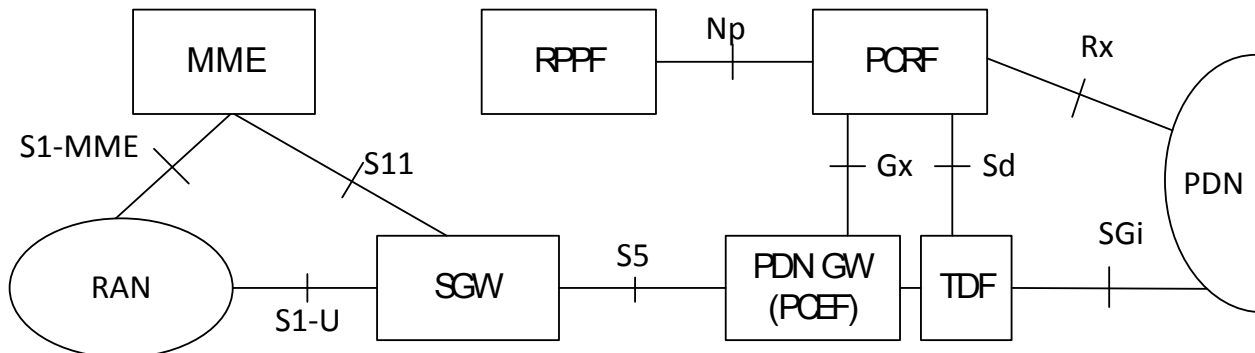 MME
RPPF
Np
PCRF
Rx
S1-MME
S11
Gx
Sd
PDN
RAN
S1-U
SGW
S5
PDN GW
(PCEF)
TDF
SGi